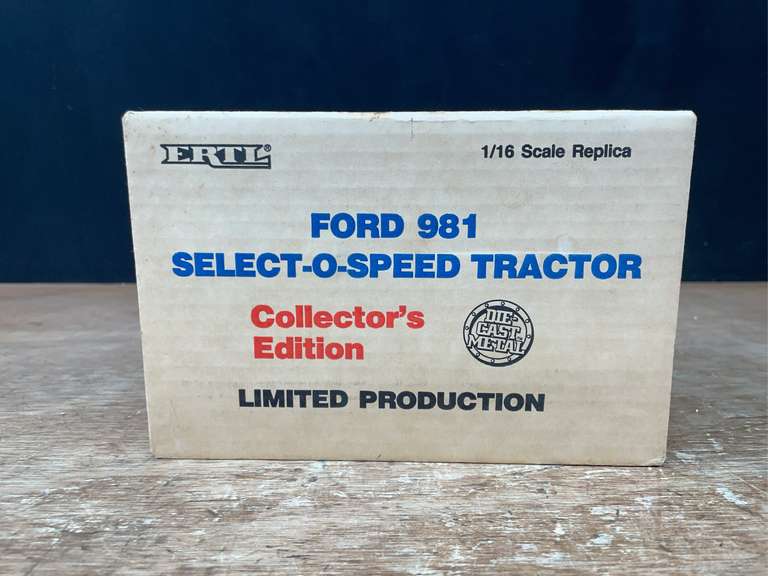 ERTL®
1/16 Scale Replica
FORD 981
SELECT-O-SPEED TRACTOR
Collector's
Edition
DIE-
CAST
METAL
LIMITED PRODUCTION